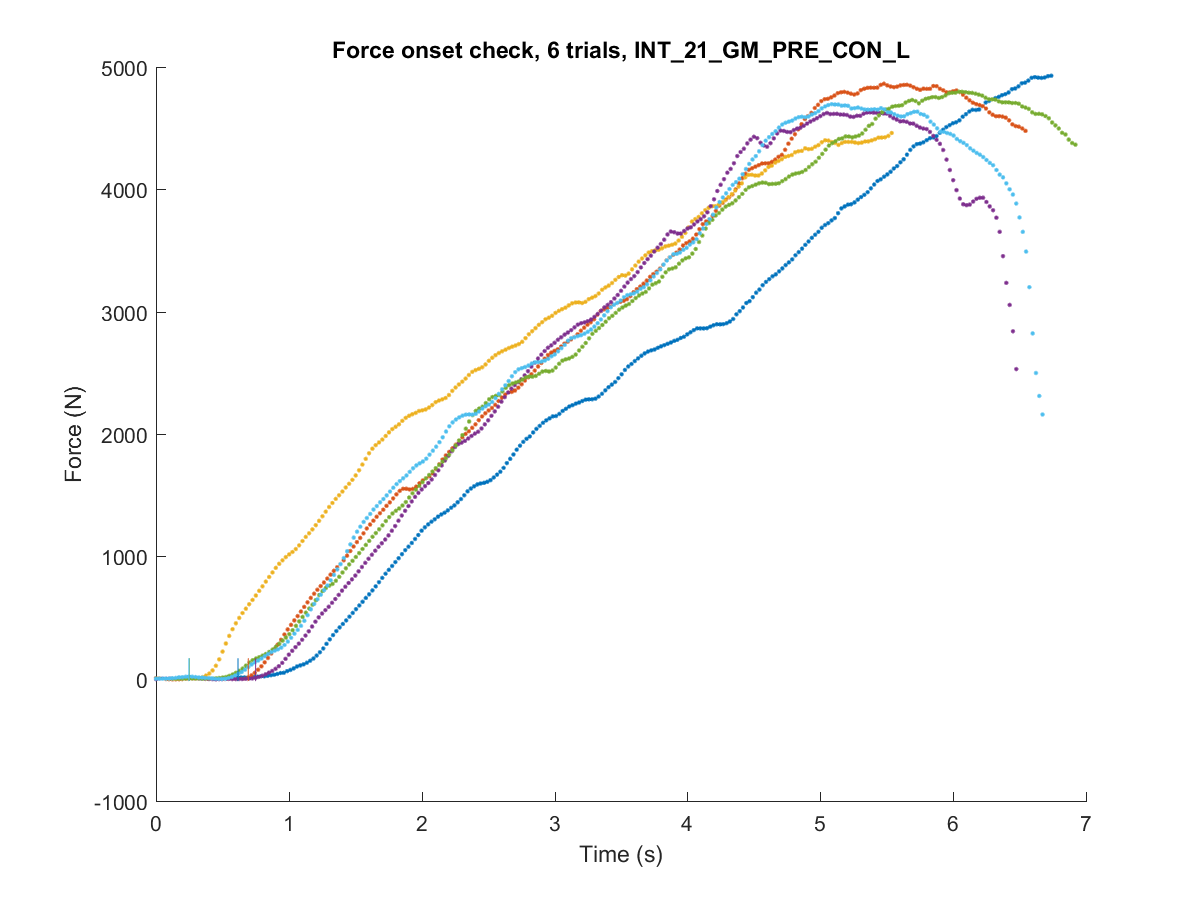 Force onset check, 6 trials, INT_21_GM_PRE_CON_L
5000
4000
3000
2000
1000
0
-1000
Force (N)
0 1 2 3 4 5 6 7
Time (s)